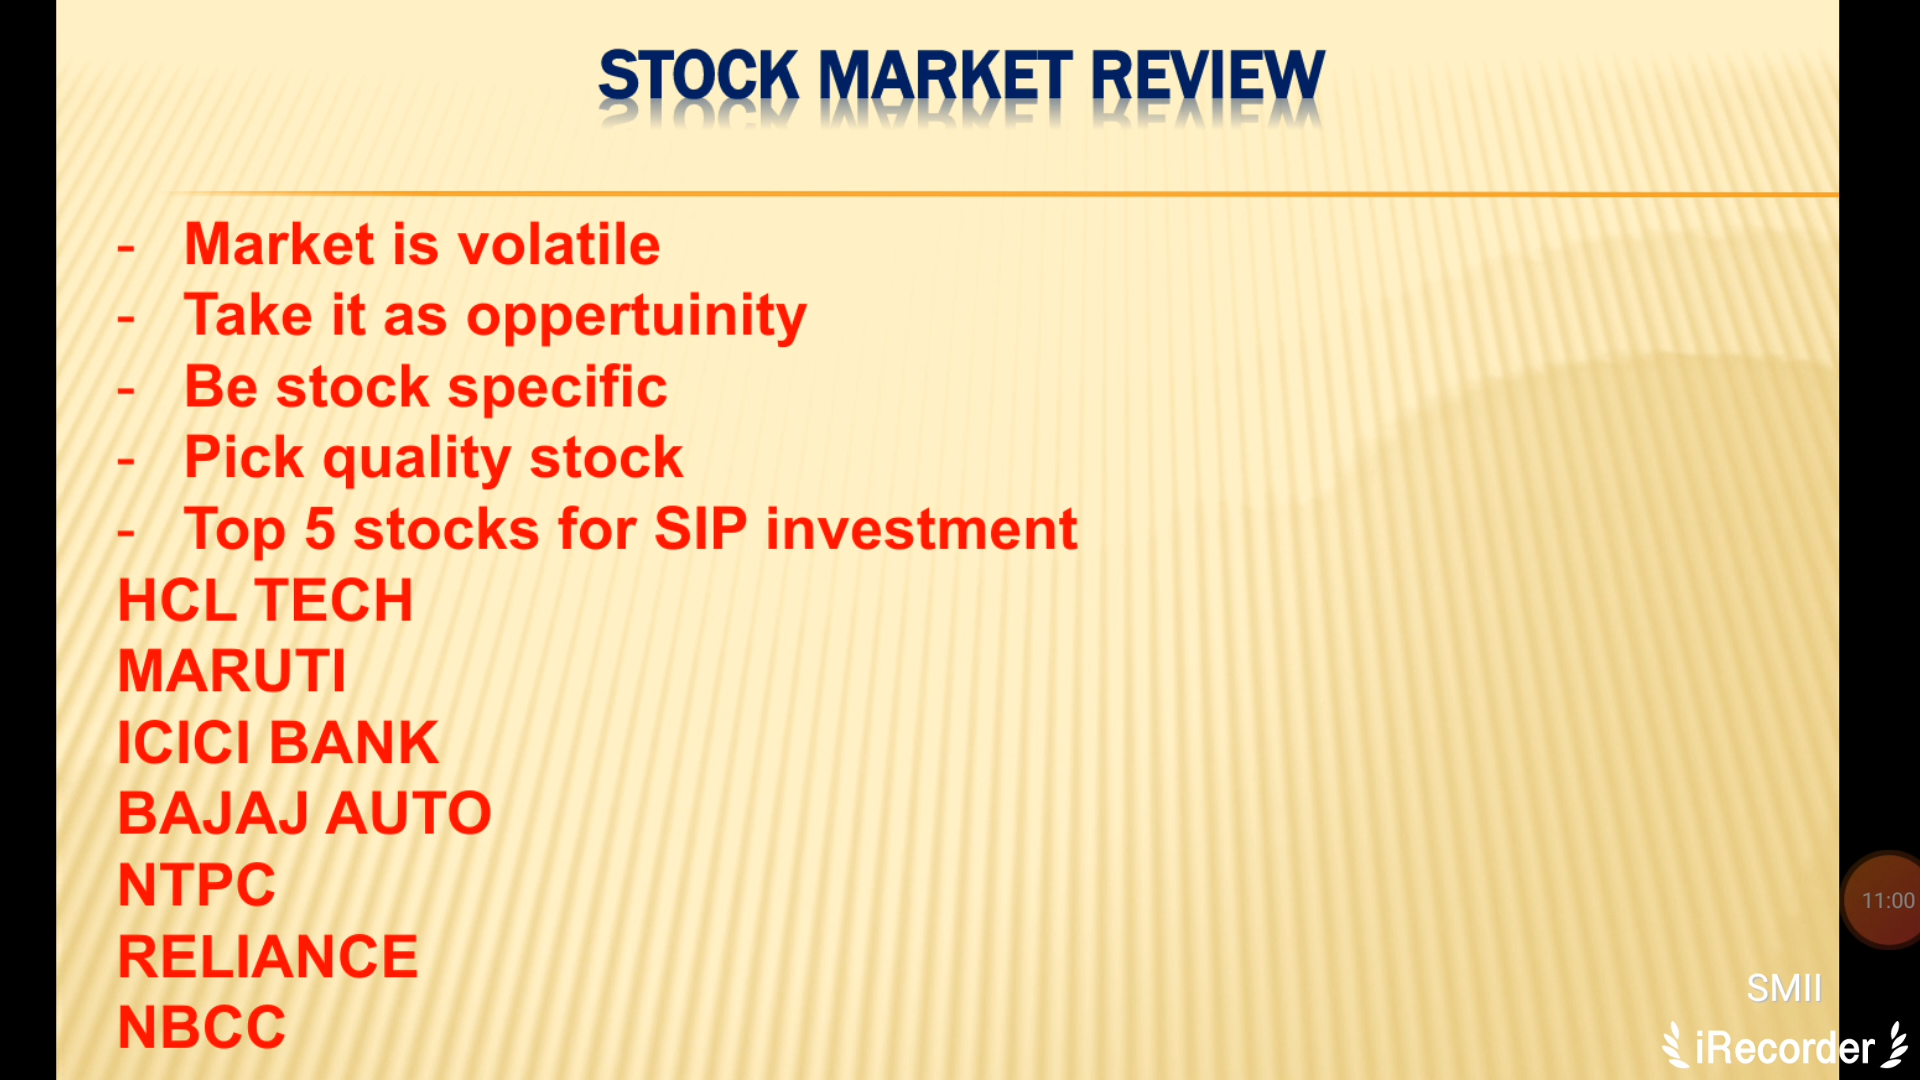 STOCK MARKET REVIEW
- Market is volatile
- Take it as oppertuinity
- Be stock specific
- Pick quality stock
- Top 5 stocks for SIP investment
HCL TECH
MARUTI
ICICI BANK
BAJAJ AUTO
NTPC
RELIANCE
NBCC
11:00
SMII
iRecorder